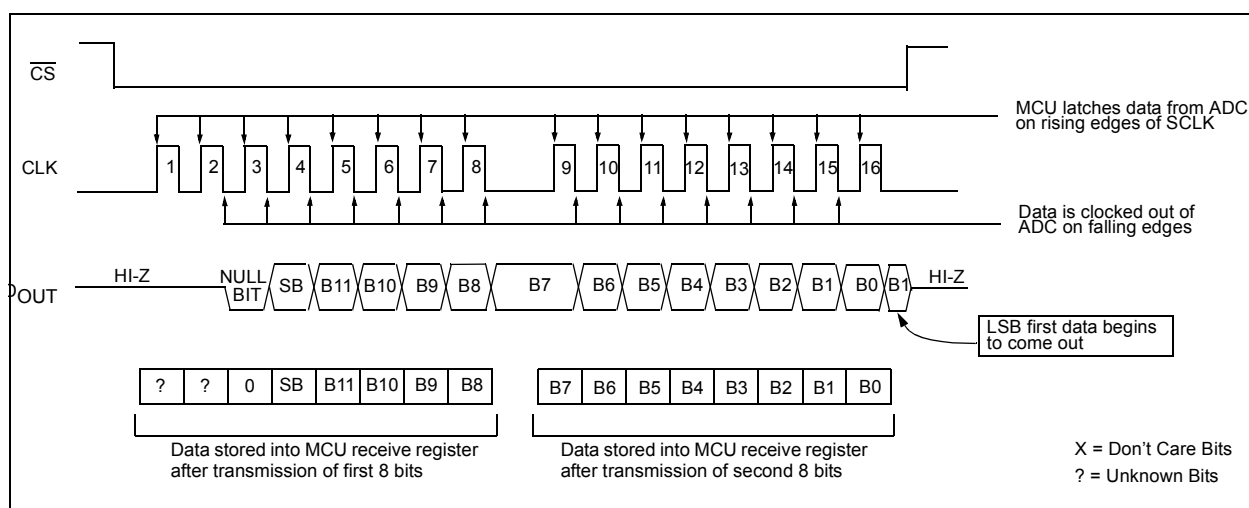 CS
MCU latches data from ADC
on rising edges of SCLK
CLK
1 2 3 4 5 6 7 8 9 10 11 12 13 14 15 16
Data is clocked out of
ADC on falling edges
HI-Z
NULL
BIT
SB B11 B10 B9 B8 B7 B6 B5 B4 B3 B2 B1 B0 B1
HI-Z
OUT
LSB first data begins
to come out
? ? 0 SB B11 B10 B9 B8
B7 B6 B5 B4 B3 B2 B1 B0
Data stored into MCU receive register
after transmission of first 8 bits
Data stored into MCU receive register
after transmission of second 8 bits
X = Don't Care Bits
? = Unknown Bits